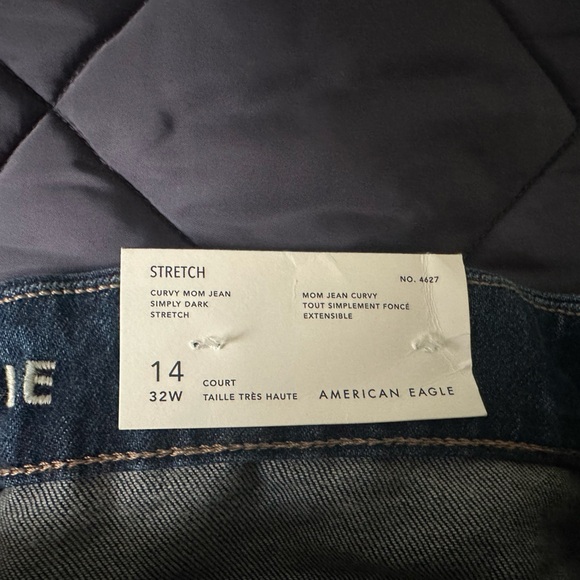 STRETCH
NO. 4627
CURVY MOM JEAN
SIMPLY DARK
STRETCH
MOM JEAN CURVY
TOUT SIMPLEMENT FONCÉ
EXTENSIBLE
14
32W
COURT
TAILLE TRÈS HAUTE
AMERICAN EAGLE
IE